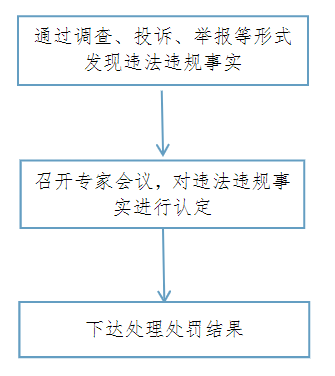 通过调查、投诉、举报等形式
发现违法违规事实
召开专家会议，对违法违规事
实进行认定
下达处理处罚结果